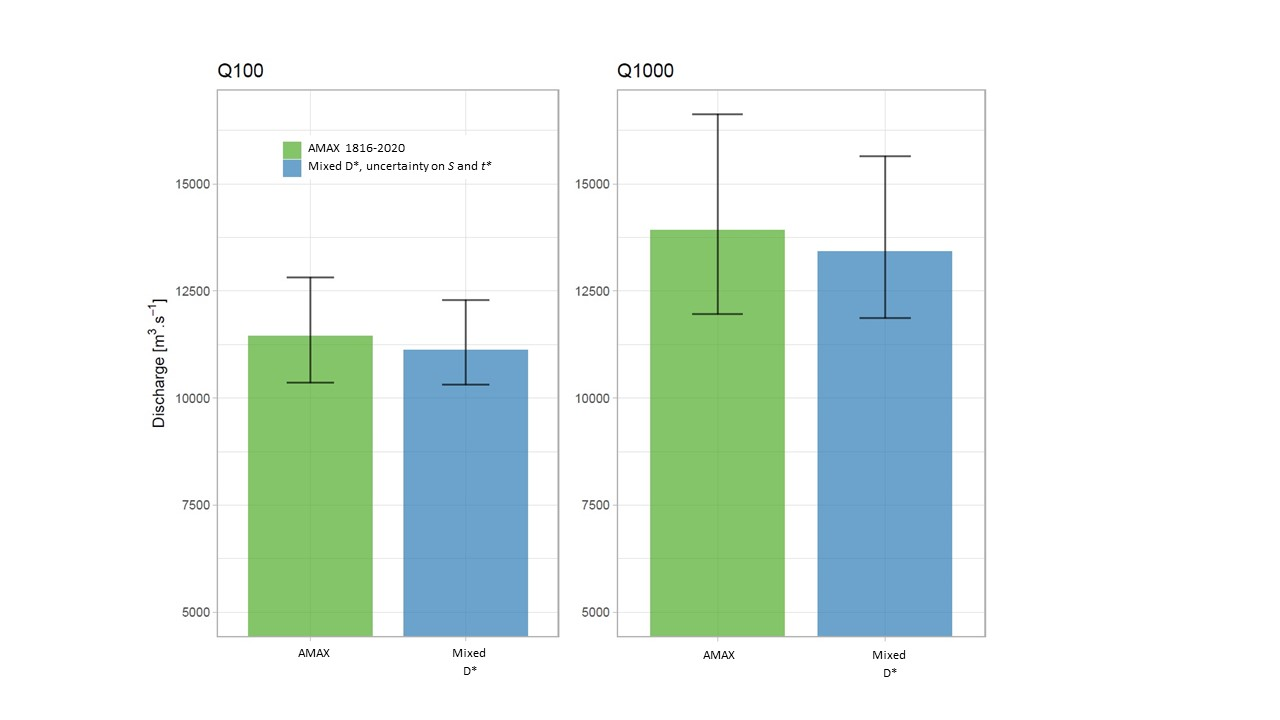 Q100
Q1000
AMAX 1816-2020
Mixed D*, uncertainty on S and t*
Discharge [m³.s⁻¹]
15000
12500
10000
7500
5000
15000
12500
10000
7500
5000
AMAX
Mixed
D*
AMAX
Mixed
D*